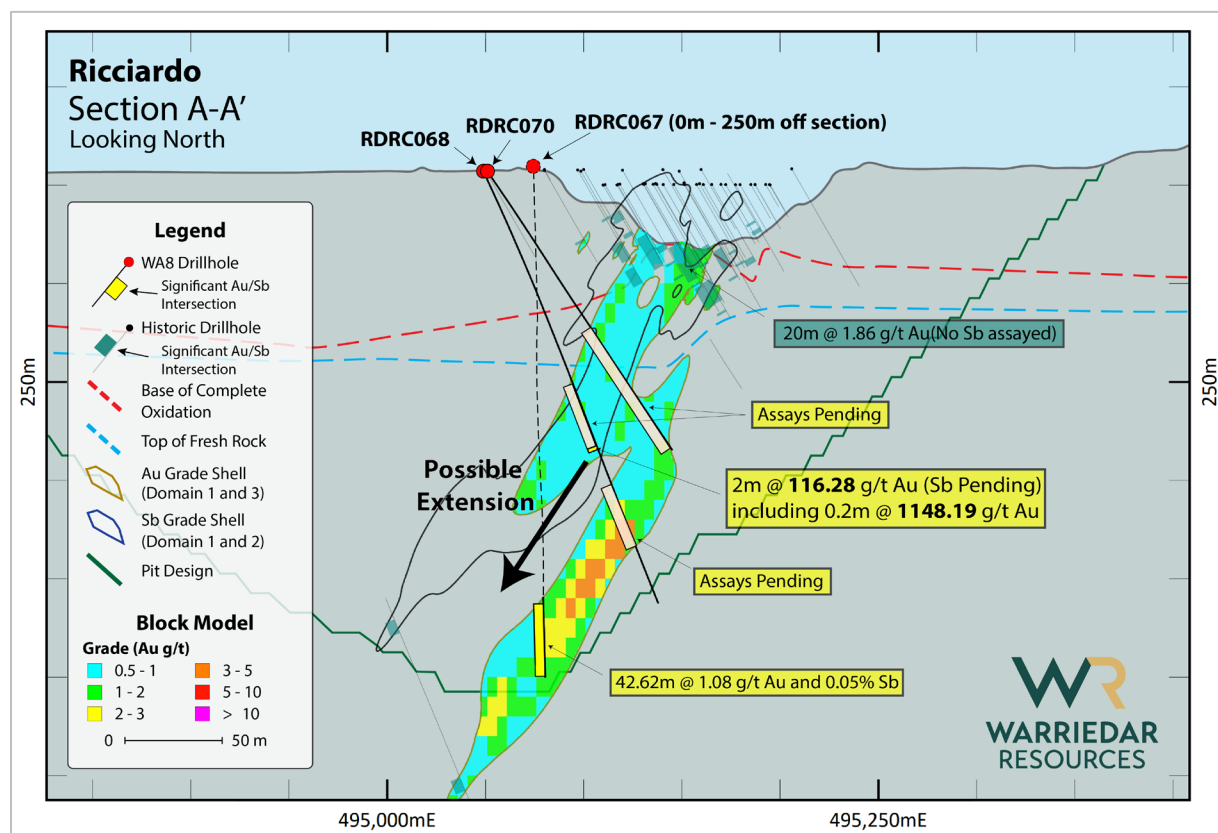 Ricciardo
Section A-A’
Looking North
RDRC068
RDRC070
RDRC067 (0m - 250m off section)
Legend
WA8 Drillhole
Significant Au/Sb
Intersection
Historic Drillhole
Significant Au/Sb
Intersection
Base of Complete
Oxidation
Top of Fresh Rock
Au Grade Shell
(Domain 1 and 3)
Sb Grade Shell
(Domain 1 and 2)
Pit Design
Block Model
Grade (Au g/t)
0.5 - 1
3 - 5
1 - 2
5 - 10
2 - 3
> 10
0
50 m
250m
250m
20m @ 1.86 g/t Au(No Sb assayed)
Assays Pending
Possible
Extension
2m @ 116.28 g/t Au (Sb Pending)
including 0.2m @ 1148.19 g/t Au
Assays Pending
42.62m @ 1.08 g/t Au and 0.05% Sb
WR
WARRIEDAR
RESOURCES
495,000mE
495,250mE